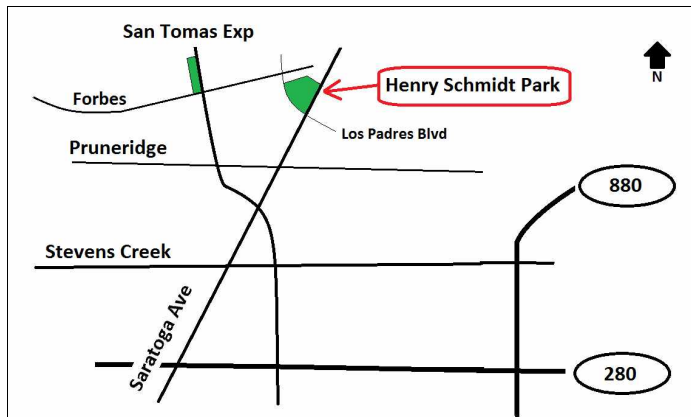 San Tomas Exp
Forbes
Henry Schmidt Park
N
Los Padres Blvd
Pruneridge
880
Stevens Creek
Saratoga Ave
280